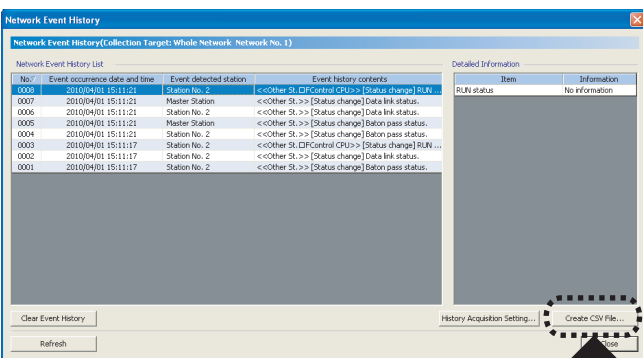 Network Event History
Network Event History(Collection Target: Whole Network Network No. 1)
Network Event History List
Detailed Information
No. Event occurrence date and time Event detected station Event history contents
Item Information
0008 2010/04/01 15:11:21 Station No. 2 <<Other St.□FControl CPU>> [Status change] RUN ...
RUN status No information
0007 2010/04/01 15:11:21 Master Station <<Other St.>> [Status change] Data link status.
0006 2010/04/01 15:11:21 Station No. 2 <<Other St.>> [Status change] Data link status.
0005 2010/04/01 15:11:21 Master Station <<Other St.>> [Status change] Baton pass status.
0004 2010/04/01 15:11:21 Station No. 2 <<Other St.>> [Status change] Baton pass status.
0003 2010/04/01 15:11:17 Station No. 2 <<Other St.□FControl CPU>> [Status change] RUN ...
0002 2010/04/01 15:11:17 Station No. 2 <<Other St.>> [Status change] Data link status.
0001 2010/04/01 15:11:17 Station No. 2 <<Other St.>> [Status change] Baton pass status.
Clear Event History
History Acquisition Setting...
Create CSV File...
Refresh
Close